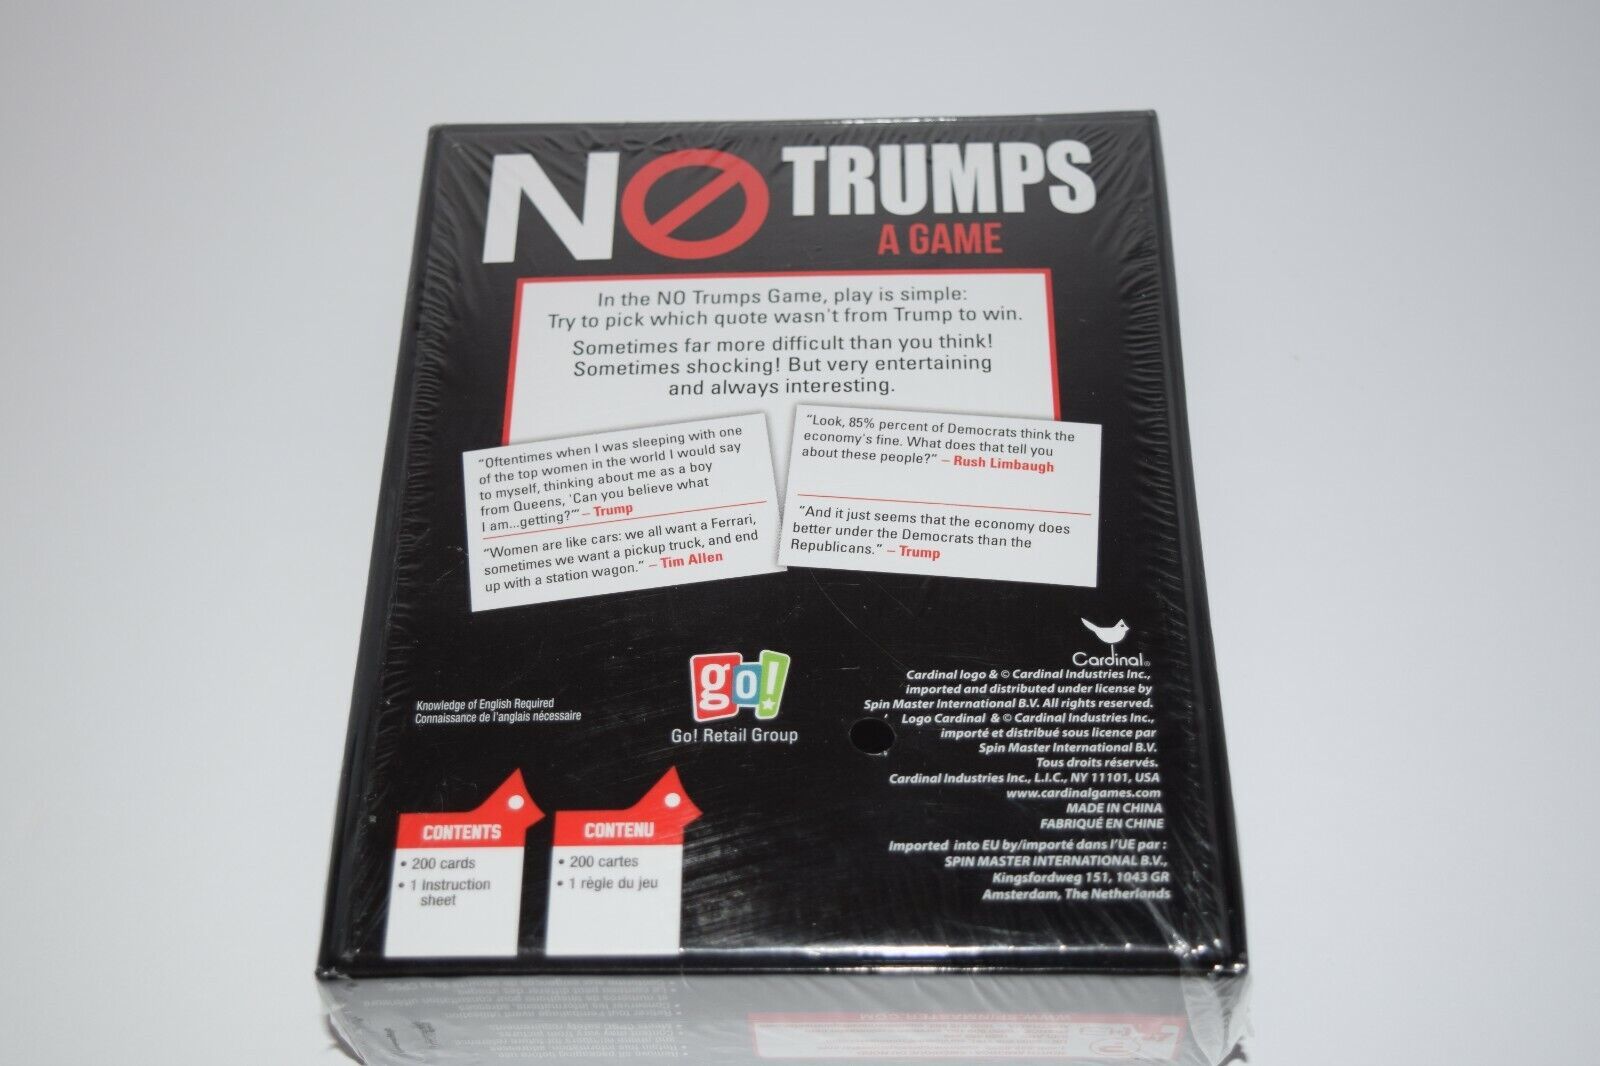 NO TRUMPS
A GAME
In the NO Trumps Game, play is simple:
Try to pick which quote wasn't from Trump to win.
Sometimes far more difficult than you think!
Sometimes shocking! But very entertaining
and always interesting.
"Oftentimes when I was sleeping with one
of the top women in the world I would say
to myself, thinking about me as a boy
from Queens, 'Can you believe what
I am...getting?'" – Trump
"Women are like cars: we all want a Ferrari,
sometimes we want a pickup truck, and end
up with a station wagon." – Tim Allen
"Look, 85% percent of Democrats think the
economy's fine. What does that tell you
about these people?" – Rush Limbaugh
"And it just seems that the economy does
better under the Democrats than the
Republicans." – Trump
Knowledge of English Required
Connaissance de l'anglais nécessaire
go!
Go! Retail Group
Cardinal®
Cardinal logo & © Cardinal Industries Inc.,
imported and distributed under license by
Spin Master International B.V. All rights reserved.
Logo Cardinal & © Cardinal Industries Inc.,
importé et distribué sous licence par
Spin Master International B.V.
Tous droits réservés.
Cardinal Industries Inc., L.I.C., NY 11101, USA
www.cardinalgames.com
MADE IN CHINA
FABRIQUÉ EN CHINE
Imported into EU by/importé dans l'UE par :
SPIN MASTER INTERNATIONAL B.V.,
Kingsfordweg 151, 1043 GR
Amsterdam, The Netherlands
CONTENTS
• 200 cards
• 1 instruction
sheet
CONTENU
• 200 cartes
• 1 règle du jeu
WWW.SPINMASTER.COM